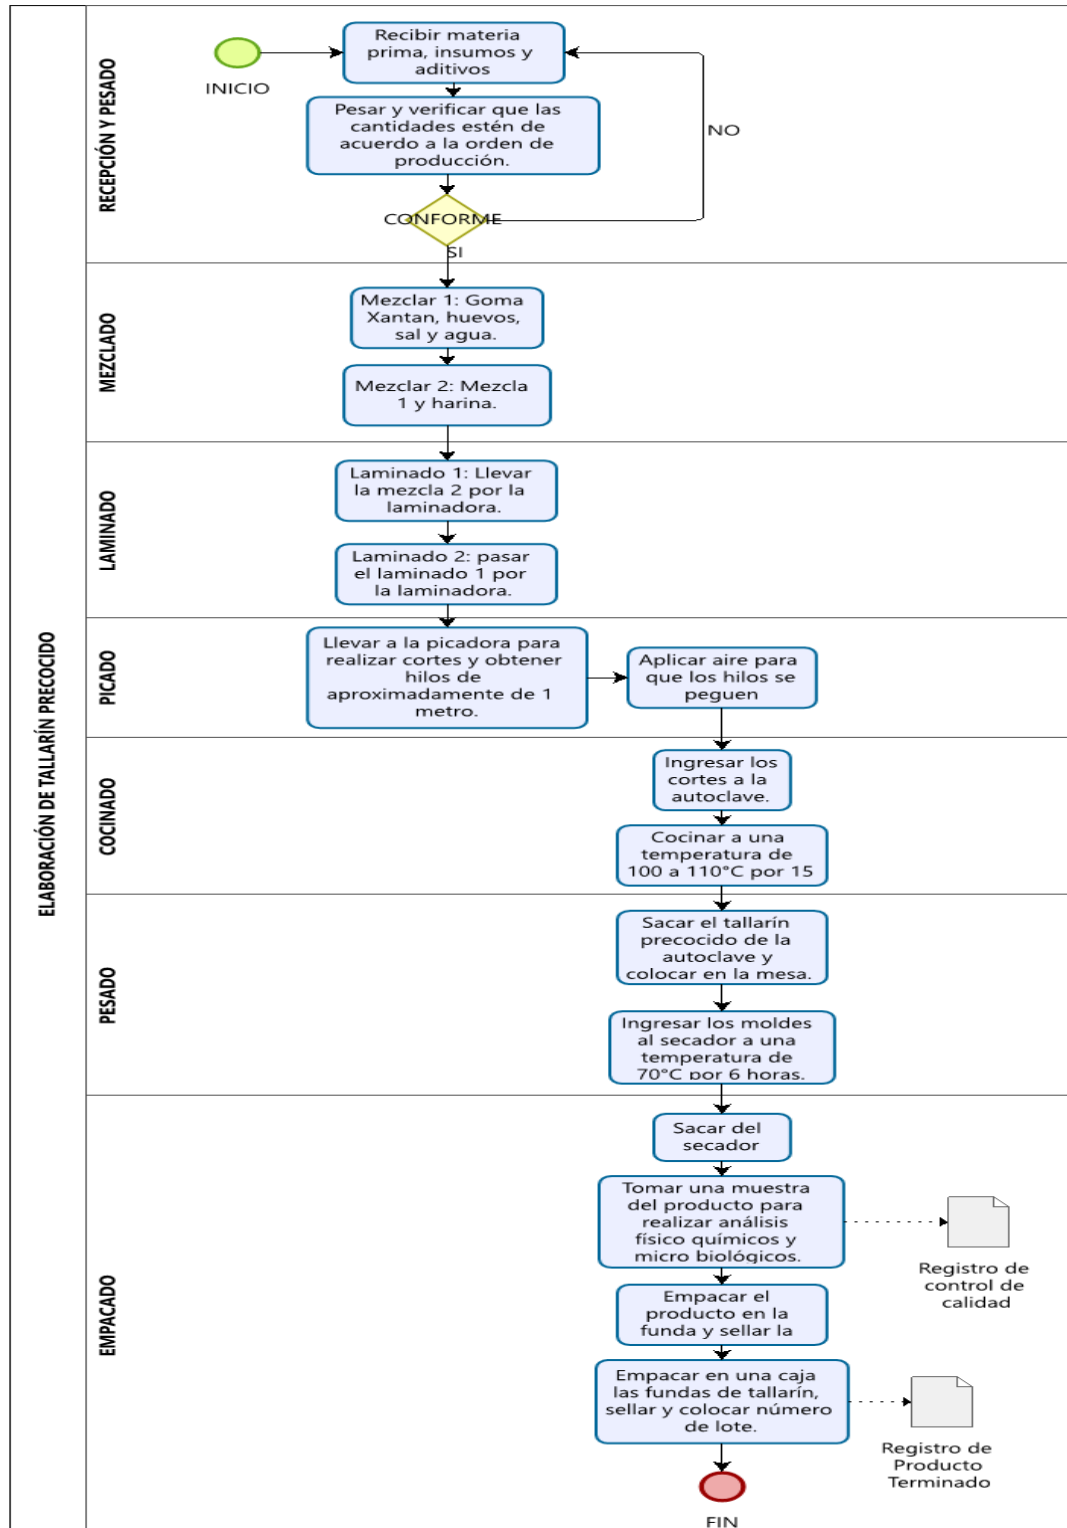 ELABORACIÓN DE TALLARÍN PRECOCIDO
RECEPCIÓN Y PESADO
INICIO
Recibir materia
prima, insumos y
aditivos
Pesar y verificar que las
cantidades estén de
acuerdo a la orden de
producción.
CONFORME
NO
SI
MEZCLADO
Mezclar 1: Goma
Xantan, huevos,
sal y agua.
Mezclar 2: Mezcla
1 y harina.
LAMINADO
Laminado 1: Llevar
la mezcla 2 por la
laminadora.
Laminado 2: pasar
el laminado 1 por
la laminadora.
PICADO
Llevar a la picadora para
realizar cortes y obtener
hilos de
aproximadamente de 1
metro.
Aplicar aire para
que los hilos se
peguen
COCINADO
Ingresar los
cortes a la
autoclave.
Cocinar a una
temperatura de
100 a 110°C por 15
PESADO
Sacar el tallarín
precocido de la
autoclave y
colocar en la mesa.
Ingresar los moldes
al secador a una
temperatura de
70°C por 6 horas.
EMPACADO
Sacar del
secador
Tomar una muestra
del producto para
realizar análisis
físico químicos y
micro biológicos.
Registro de
control de
calidad
Empacar el
producto en la
funda y sellar la
Empacar en una caja
las fundas de tallarín,
sellar y colocar número
de lote.
Registro de
Producto
Terminado
FIN